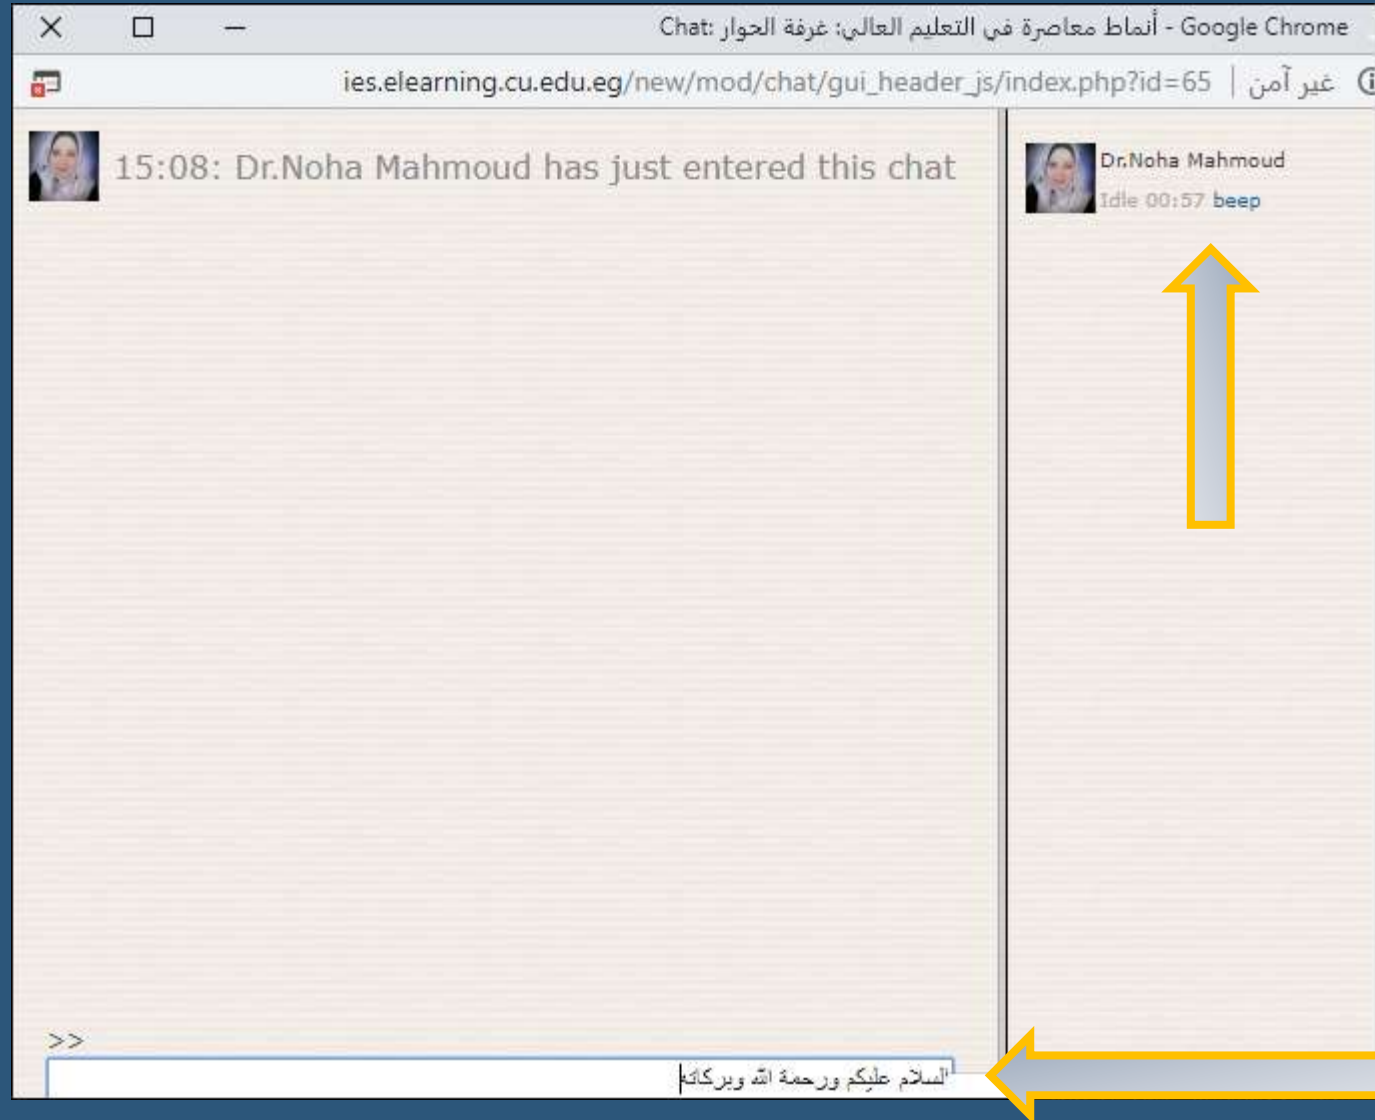 Chat: أنماط معاصرة في التعليم العالي: غرفة الحوار - Google Chrome
غير آمن | ies.elearning.cu.edu.eg/new/mod/chat/gui_header_js/index.php?id=65
15:08: Dr.Noha Mahmoud has just entered this chat
Dr.Noha Mahmoud
Idle 00:57 beep
>>
السلام عليكم ورحمة الله وبركاته